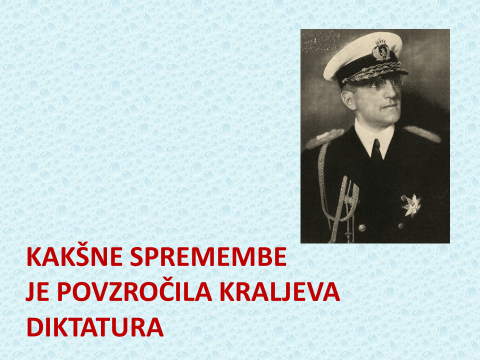 KAKŠNE SPREMEMBE
JE POVZROČILA KRALJEVA
DIKTATURA